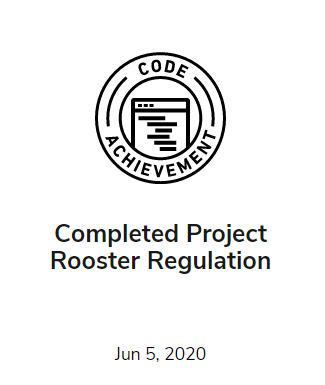 CODE
ACHIEVEMENT
Completed Project
Rooster Regulation
Jun 5, 2020